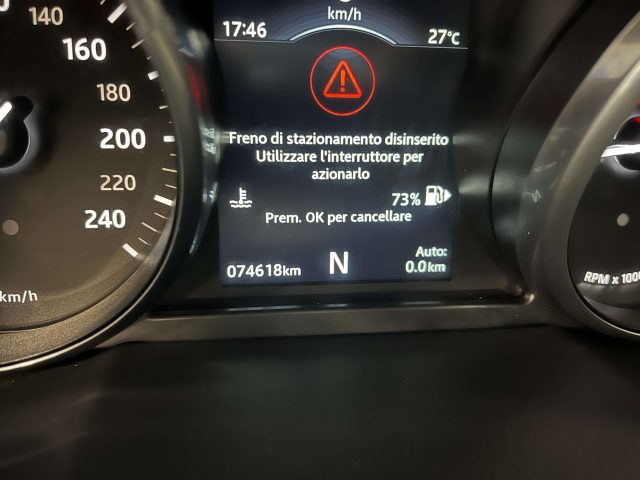 140
160
180
200
220
240
km/h
km/h
17:46
27°C
Freno di stazionamento disinserito
Utilizzare l'interruttore per
azionarlo
73%
Prem. OK per cancellare
074618km
N
Auto:
0.0km
RPM x 100